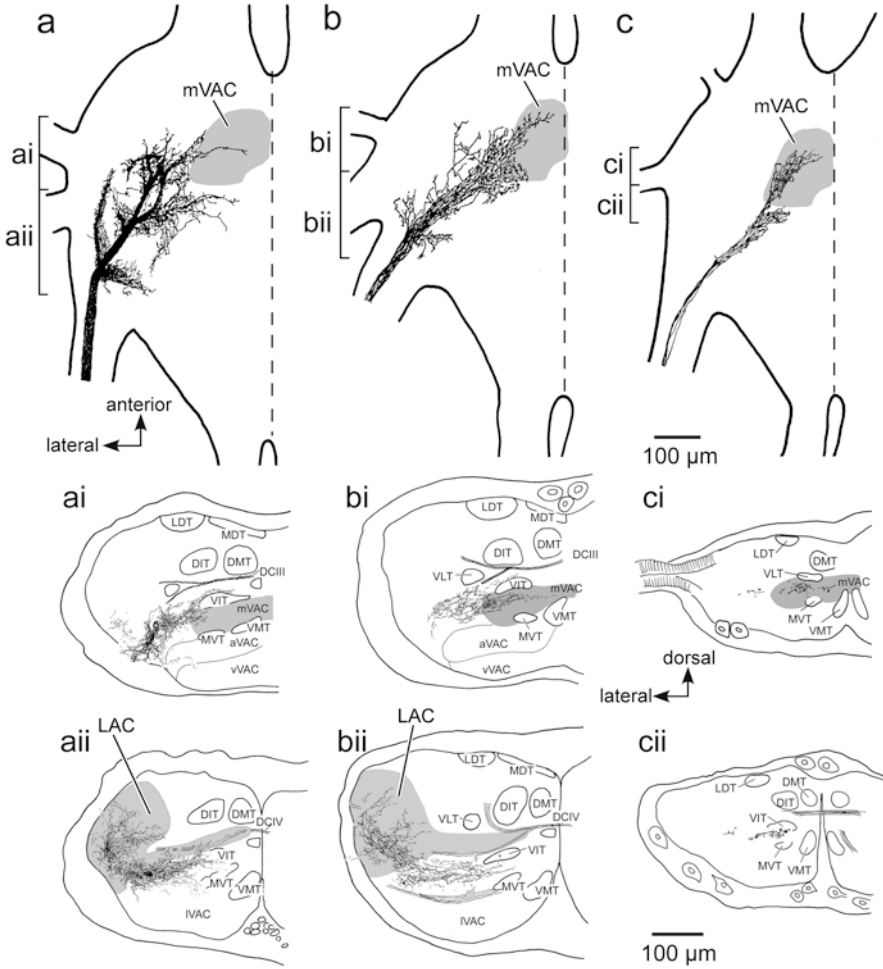 a
b
c
mVAC
mVAC
mVAC
ai
aii
bi
bii
ci
cii
anterior
lateral
100 µm
ai
LDT
MDT
DIT
DMT
DCIII
VIT
mVAC
MVT
VMT
aVAC
vVAC
bi
LDT
MDT
DIT
DMT
DCIII
VLT
VIT
mVAC
MVT
VMT
aVAC
vVAC
ci
LDT
DMT
VLT
mVAC
MVT
VMT
dorsal
lateral
aii
LAC
DIT
DMT
DCIV
VIT
MVT
VMT
lVAC
bii
LAC
LDT
MDT
DIT
DMT
VLT
DCIV
VIT
MVT
VMT
lVAC
cii
LDT
DMT
DIT
VIT
MVT
VMT
100 µm